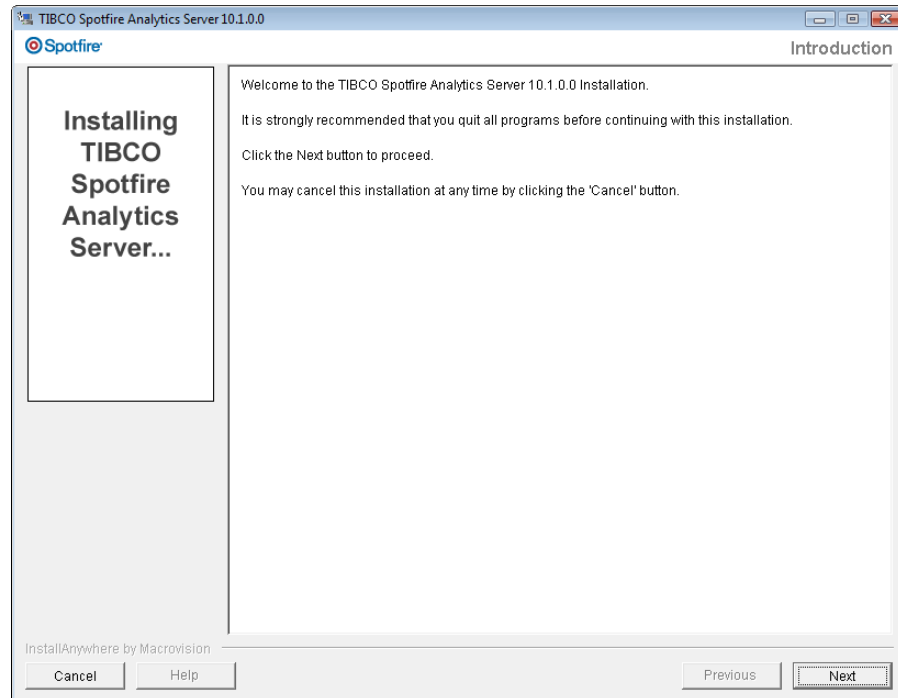 TIBCO Spotfire Analytics Server 10.1.0.0
Spotfire
Introduction
Installing
TIBCO
Spotfire
Analytics
Server...
Welcome to the TIBCO Spotfire Analytics Server 10.1.0.0 Installation.
It is strongly recommended that you quit all programs before continuing with this installation.
Click the Next button to proceed.
You may cancel this installation at any time by clicking the 'Cancel' button.
InstallAnywhere by Macrovision
Cancel
Help
Previous
Next